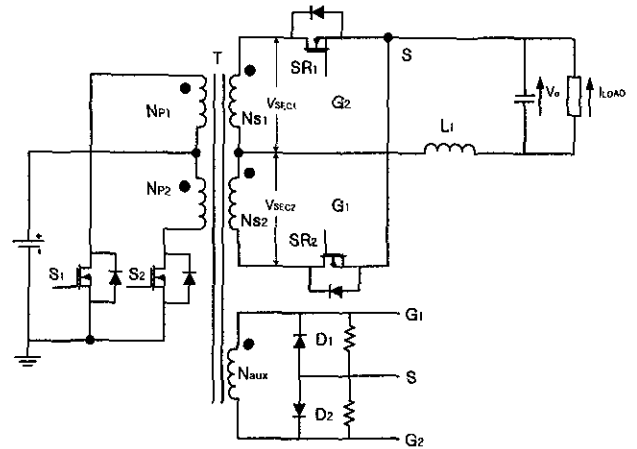 T
SR1
S
G2
NP1
NS1
VSEC1
Vo
ILOAD
L1
NP2
NS2
VSEC2
G1
SR2
S1
S2
G1
D1
Naux
S
D2
G2